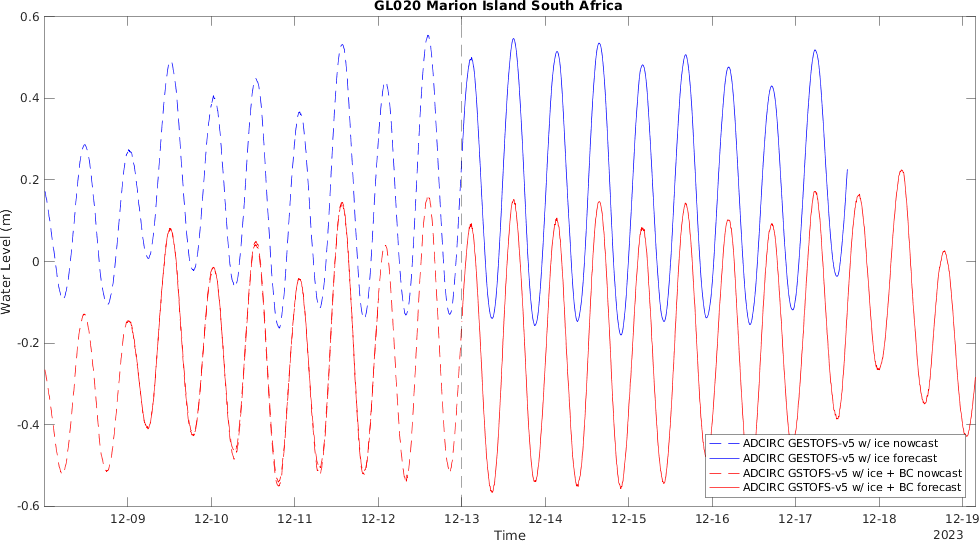 GL020 Marion Island South Africa
0.6
0.4
0.2
0
-0.2
-0.4
-0.6
Water Level (m)
ADCIRC GESTOFS-v5 w/ ice nowcast
ADCIRC GESTOFS-v5 w/ ice forecast
ADCIRC GSTOFS-v5 w/ ice + BC nowcast
ADCIRC GESTOFS-v5 w/ ice + BC forecast
12-09
12-10
12-11
12-12
12-13
12-14
12-15
12-16
12-17
12-18
12-19
Time
2023